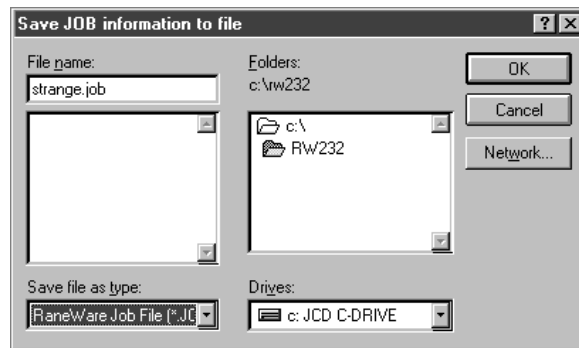 Save JOB information to file
File name:
strange.job
Folders:
c:\rw232
c:\
RW232
OK
Cancel
Network...
Save file as type:
RaneWare Job File (*.JC
Drives:
c: JCD C-DRIVE